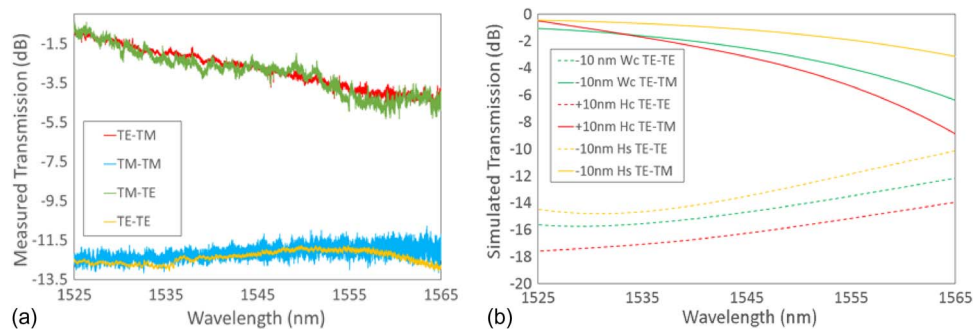 Measured Transmission (dB)
-1.5
-3.5
-5.5
-7.5
-9.5
-11.5
-13.5
TE-TM
TM-TM
TM-TE
TE-TE
1525
1535
1545
1555
1565
Wavelength (nm)
(a)
Simulated Transmission (dB)
0
-2
-4
-6
-8
-10
-12
-14
-16
-18
-20
-10 nm Wc TE-TE
-10nm Wc TE-TM
+10nm Hc TE-TE
+10nm Hc TE-TM
-10nm Hs TE-TE
-10nm Hs TE-TM
1525
1535
1545
1555
1565
Wavelength (nm)
(b)